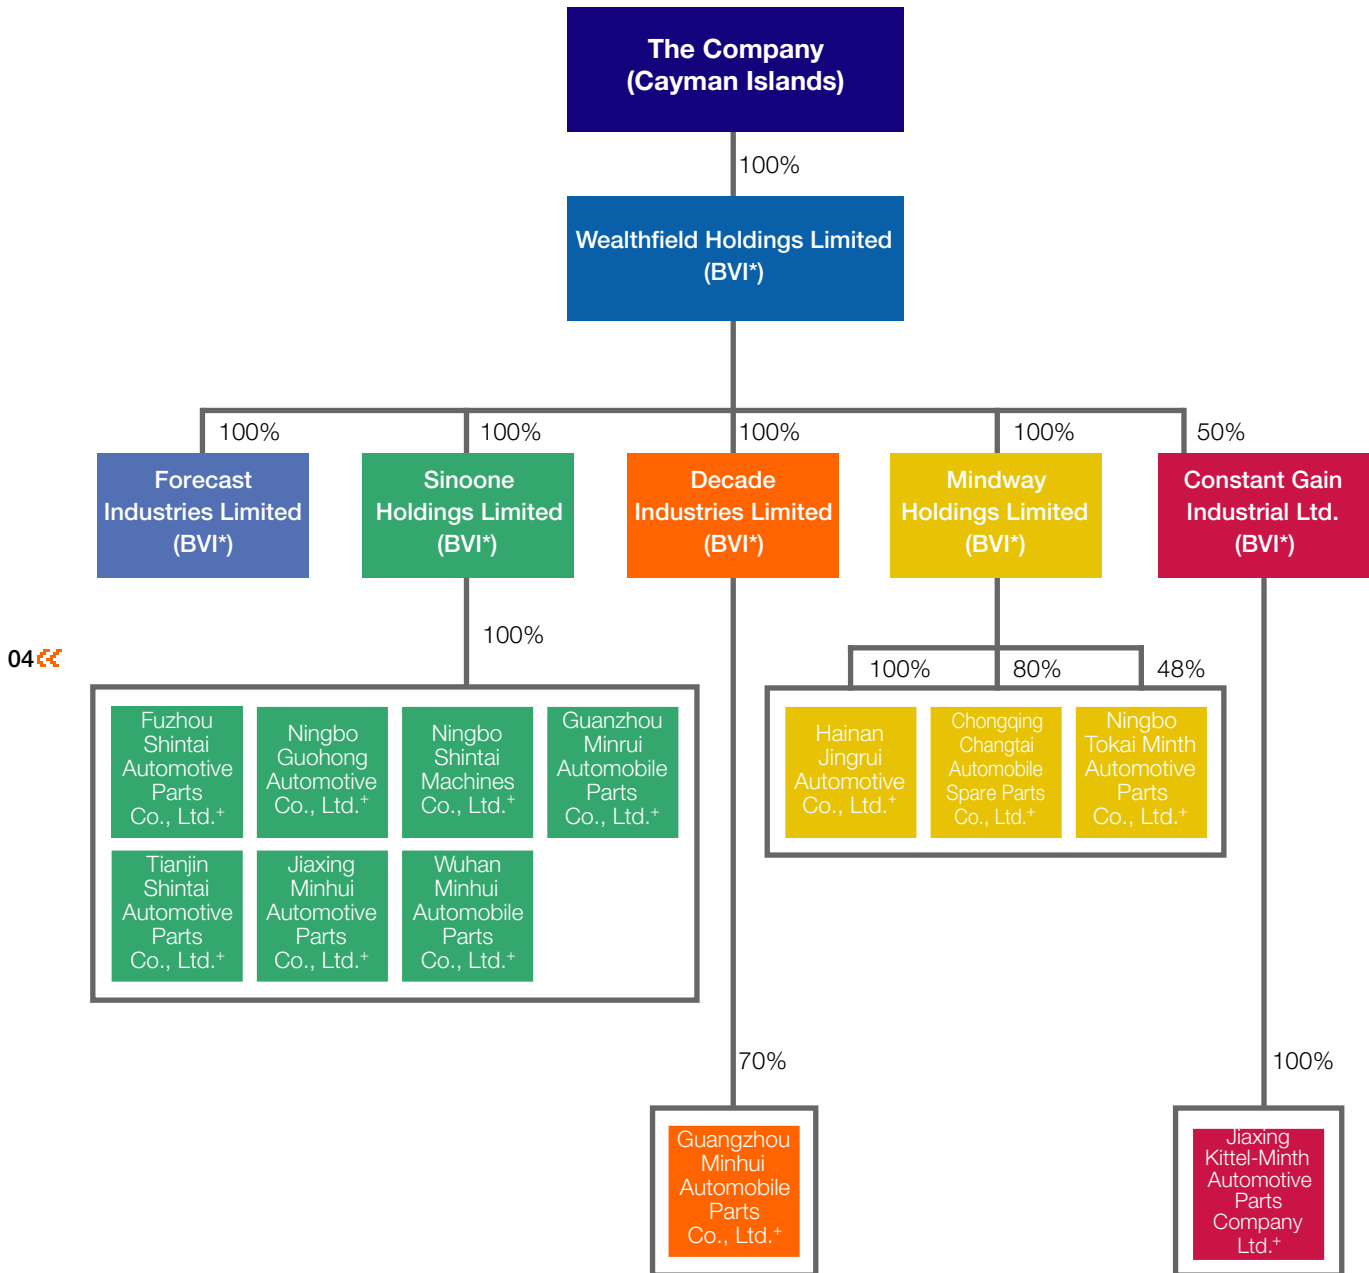 The Company
(Cayman Islands)
100%
Wealthfield Holdings Limited
(BVI*)
100%
100%
100%
100%
50%
Forecast
Industries Limited
(BVI*)
Sinoone
Holdings Limited
(BVI*)
Decade
Industries Limited
(BVI*)
Mindway
Holdings Limited
(BVI*)
Constant Gain
Industrial Ltd.
(BVI*)
100%
04
100%
80%
48%
Fuzhou
Shintai
Automotive
Parts
Co., Ltd.+
Ningbo
Guohong
Automotive
Co., Ltd.+
Ningbo
Shintai
Machines
Co., Ltd.+
Guanzhou
Minrui
Automobile
Parts
Co., Ltd.+
Hainan
Jingrui
Automotive
Co., Ltd.+
Chongqing
Changtai
Automobile
Spare Parts
Co., Ltd.+
Ningbo
Tokai Minth
Automotive
Parts
Co., Ltd.+
Tianjin
Shintai
Automotive
Parts
Co., Ltd.+
Jiaxing
Minhui
Automotive
Parts
Co., Ltd.+
Wuhan
Minhui
Automobile
Parts
Co., Ltd.+
70%
100%
Guangzhou
Minhui
Automobile
Parts
Co., Ltd.+
Jiaxing
Kittel-Minth
Automotive
Parts
Company
Ltd.+